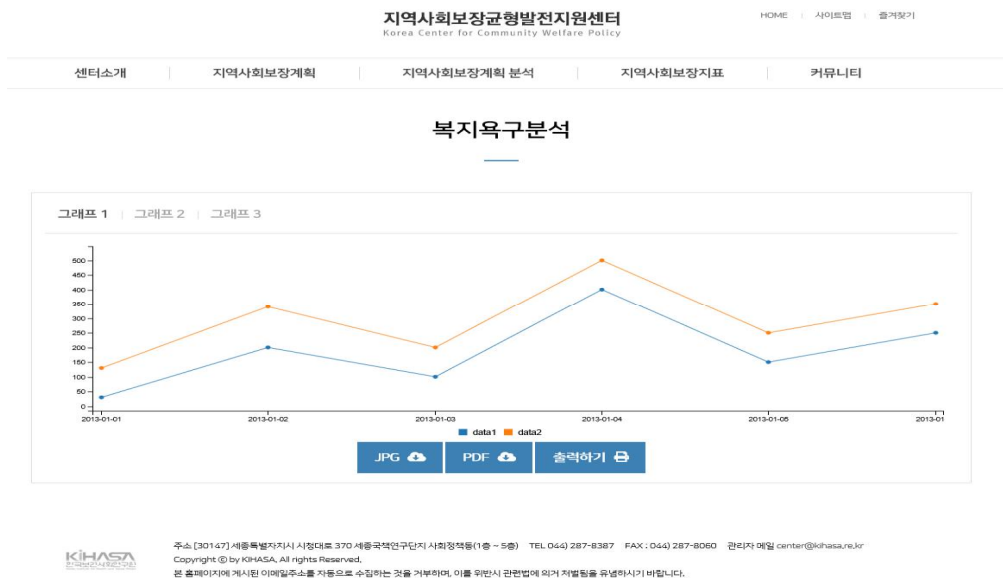 지역사회보장균형발전지원센터
Korea Center for Community Welfare Policy
HOME 사이트맵 즐겨찾기
센터소개 지역사회보장계획 지역사회보장계획 분석 지역사회보장지표 커뮤니티
복지욕구분석
그래프 1 그래프 2 그래프 3
500
450
400
350
300
250
200
150
100
50
0
2013-01-01 2013-01-02 2013-01-03 2013-01-04 2013-01-05 2013-01
data1 data2
JPG PDF 출력하기
KiHASA
한국보건사회연구원
주소 [30147] 세종특별자치시 시청대로 370 세종국책연구단지 사회정책동(1층 ~ 5층) TEL 044) 287-8387 FAX : 044) 287-8060 관리자 메일 center@kihasa,re,kr
Copyright ⓒ by KIHASA, All rights Reserved,
본 홈페이지에 게시된 이메일주소를 자동으로 수집하는 것을 거부하며, 이를 위반시 관련법에 의거 처벌됨을 유념하시기 바랍니다.